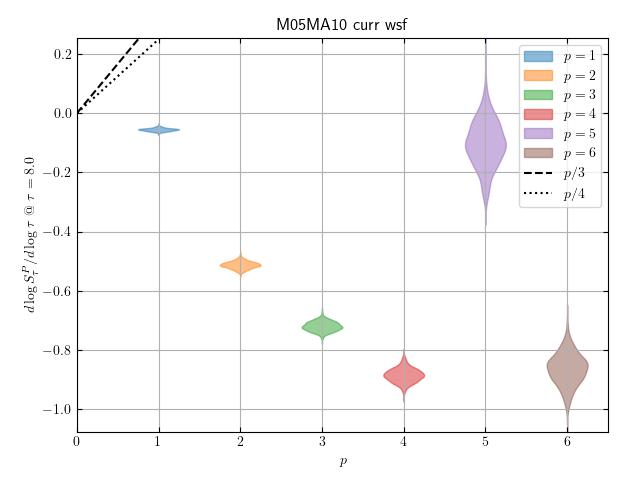 M05MA10 curr wsf
d log S_τ^P / d log τ @ τ = 8.0
0.2
0.0
−0.2
−0.4
−0.6
−0.8
−1.0
0 1 2 3 4 5 6
p
p = 1
p = 2
p = 3
p = 4
p = 5
p = 6
p/3
p/4